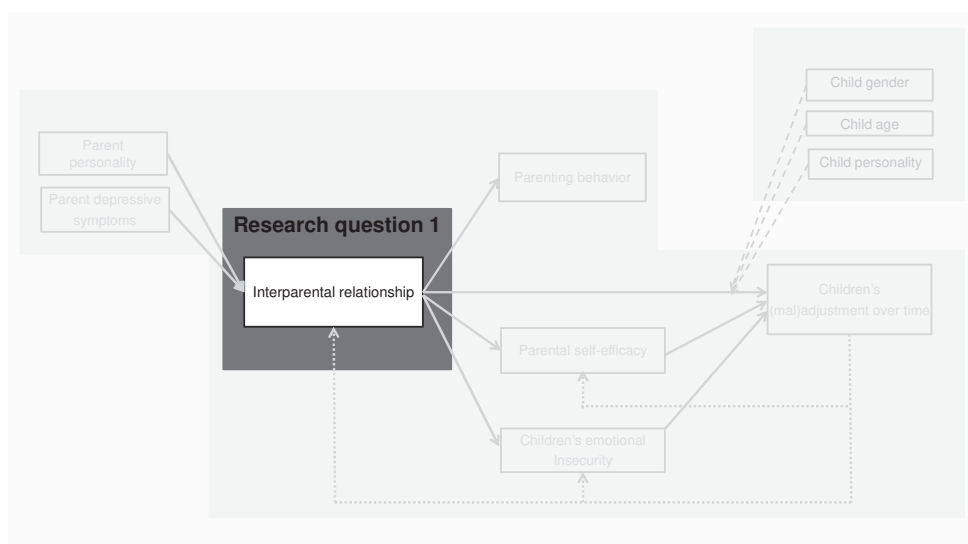 Child gender
Child age
Child personality
Parent
personality
Parent depressive
symptoms
Parenting behavior
Research question 1
Interparental relationship
Children's
(mal)adjustment over time
Parental self-efficacy
Children's emotional
Insecurity